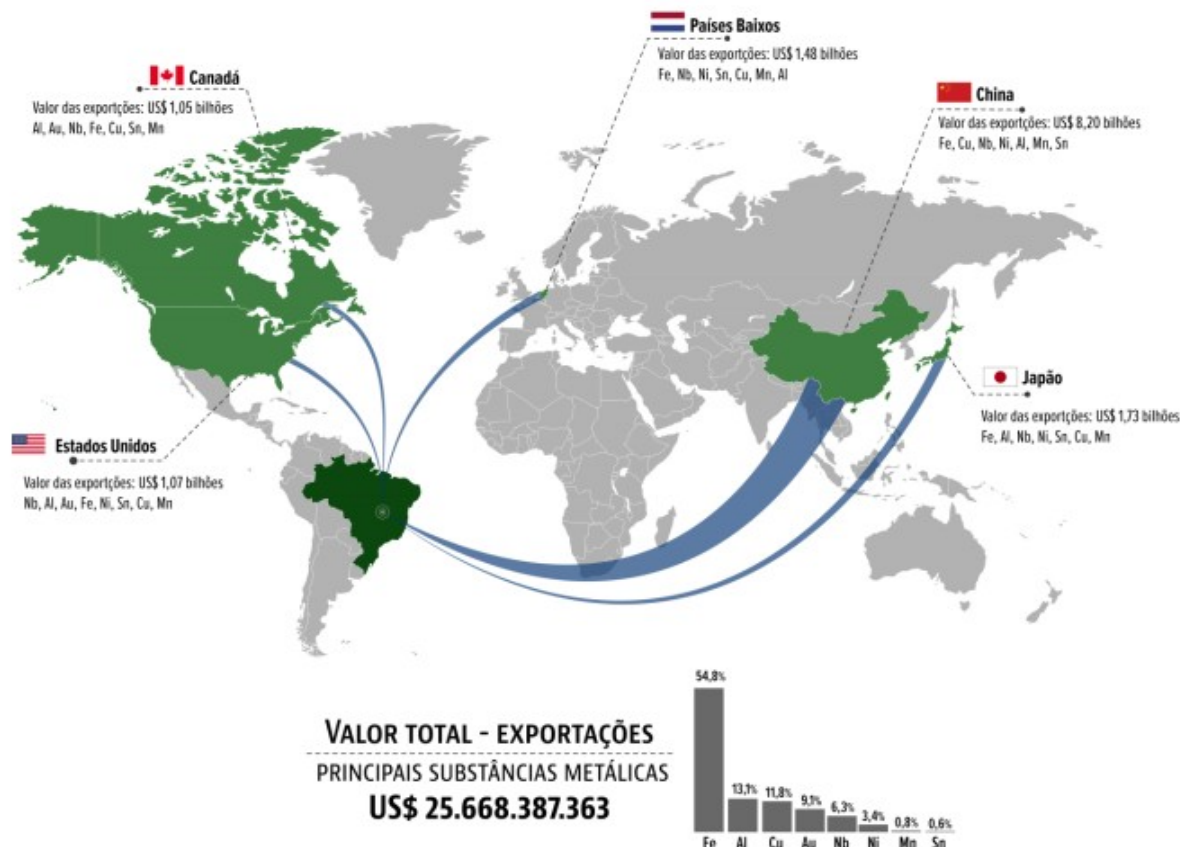 Países Baixos
Valor das exportções: US$ 1,48 bilhões
Fe, Nb, Ni, Sn, Cu, Mn, Al
Canadá
Valor das exportções: US$ 1,05 bilhões
Al, Au, Nb, Fe, Cu, Sn, Mn
China
Valor das exportções: US$ 8,20 bilhões
Fe, Cu, Nb, Ni, Al, Mn, Sn
Japão
Valor das exportções: US$ 1,73 bilhões
Fe, Al, Nb, Ni, Sn, Cu, Mn
Estados Unidos
Valor das exportções: US$ 1,07 bilhões
Nb, Al, Au, Fe, Ni, Sn, Cu, Mn
VALOR TOTAL - EXPORTAÇÕES
PRINCIPAIS SUBSTÂNCIAS METÁLICAS
US$ 25.668.387.363
54,8%
13,1%
11,8%
9,1%
6,3%
3,4%
0,8%
0,6%
Fe Al Cu Au Nb Ni Mn Sn